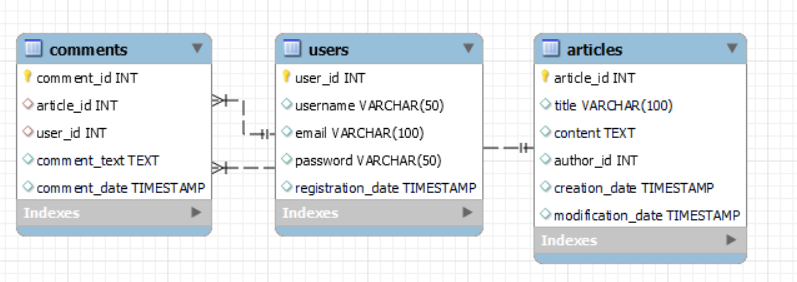 comments
comment_id INT
article_id INT
user_id INT
comment_text TEXT
comment_date TIMESTAMP
Indexes
users
user_id INT
username VARCHAR(50)
email VARCHAR(100)
password VARCHAR(50)
registration_date TIMESTAMP
Indexes
articles
article_id INT
title VARCHAR(100)
content TEXT
author_id INT
creation_date TIMESTAMP
modification_date TIMESTAMP
Indexes